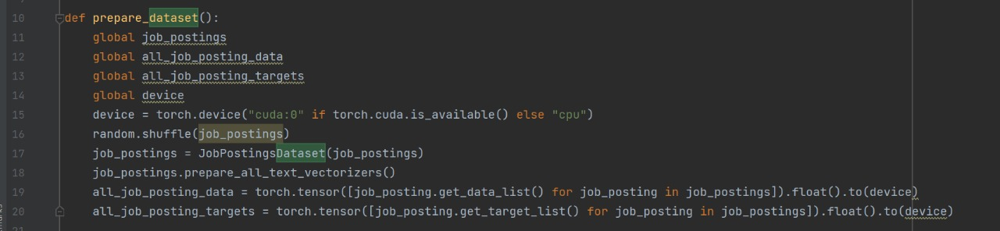 10 def prepare_dataset():
11 global job_postings
12 global all_job_posting_data
13 global all_job_posting_targets
14 global device
15 device = torch.device("cuda:0" if torch.cuda.is_available() else "cpu")
16 random.shuffle(job_postings)
17 job_postings = JobPostingsDataset(job_postings)
18 job_postings.prepare_all_text_vectorizers()
19 all_job_posting_data = torch.tensor([job_posting.get_data_list() for job_posting in job_postings]).float().to(device)
20 all_job_posting_targets = torch.tensor([job_posting.get_target_list() for job_posting in job_postings]).float().to(device)